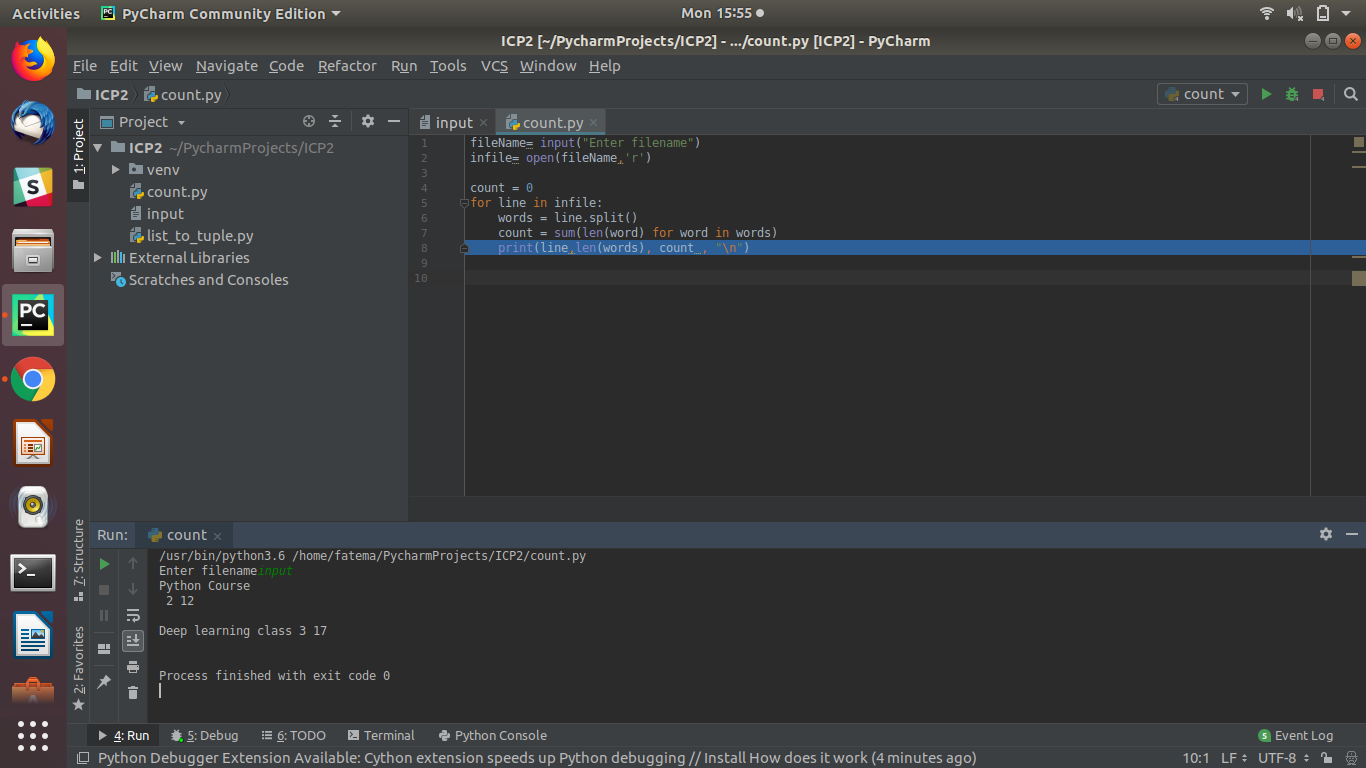 Activities PyCharm Community Edition Mon 15:55
ICP2 [~/PycharmProjects/ICP2] - .../count.py [ICP2] - PyCharm
File Edit View Navigate Code Refactor Run Tools VCS Window Help
ICP2 count.py count
1: Project
Project input count.py
ICP2 ~/PycharmProjects/ICP2
venv
count.py
input
list_to_tuple.py
External Libraries
Scratches and Consoles
1 fileName= input("Enter filename")
2 infile= open(fileName,'r')
3
4 count = 0
5 for line in infile:
6 words = line.split()
7 count = sum(len(word) for word in words)
8 print(line,len(words), count , "\n")
9
10
S
PC
7: Structure
2: Favorites
Run: count
/usr/bin/python3.6 /home/fatema/PycharmProjects/ICP2/count.py
Enter filenameinput
Python Course
2 12
Deep learning class 3 17
Process finished with exit code 0
4: Run 5: Debug 6: TODO Terminal Python Console Event Log
Python Debugger Extension Available: Cython extension speeds up Python debugging // Install How does it work (4 minutes ago) 10:1 LF UTF-8